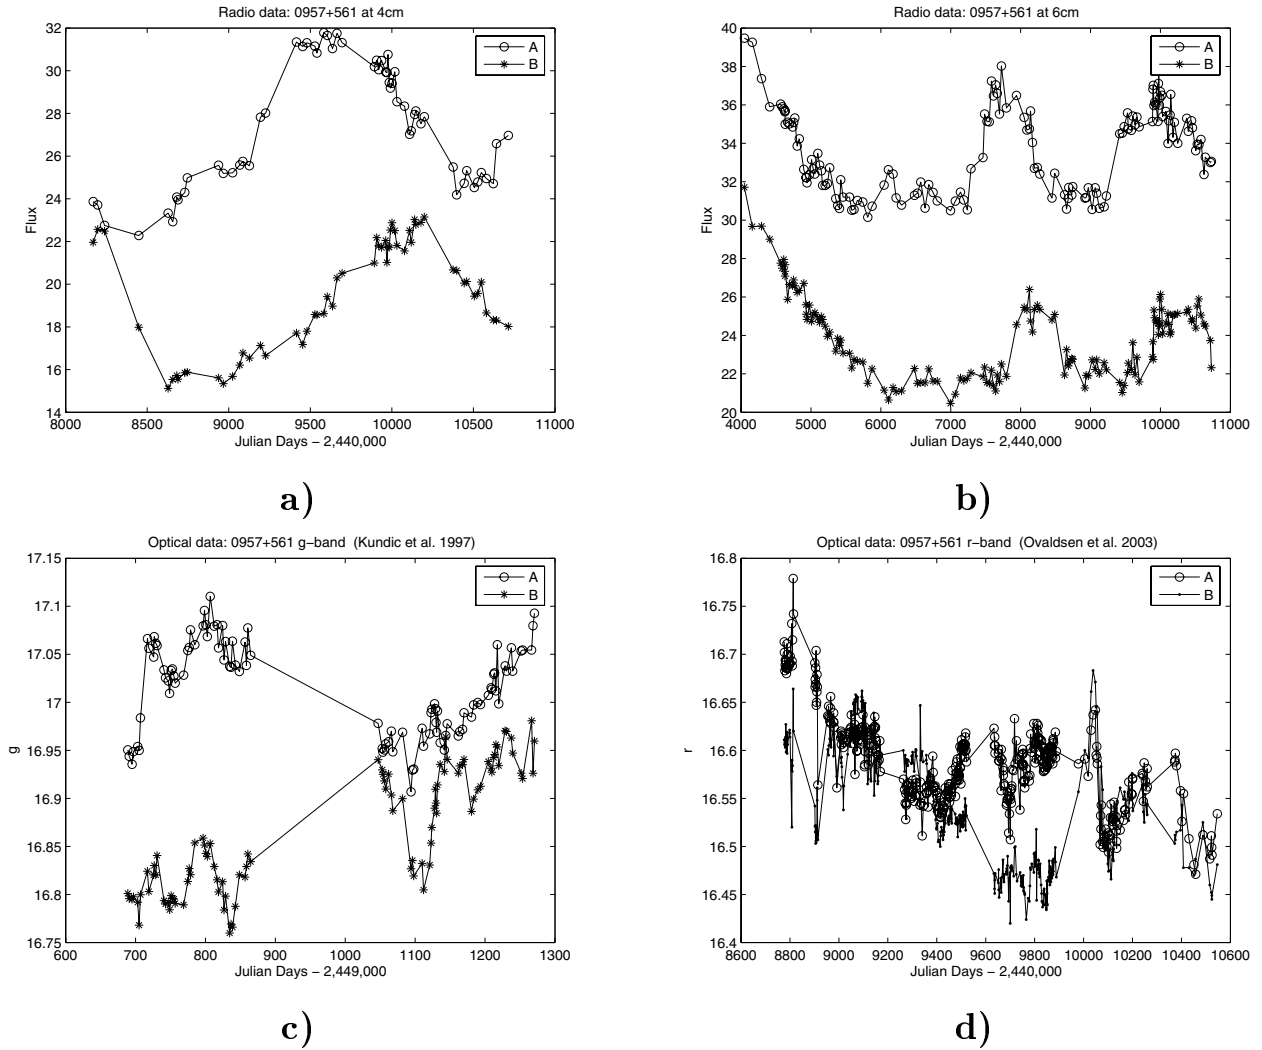 Radio data: 0957+561 at 4cm
32
30
28
26
24
22
20
18
16
14
Flux
A
B
8000 8500 9000 9500 10000 10500 11000
Julian Days − 2,440,000
a)
Radio data: 0957+561 at 6cm
40
38
36
34
32
30
28
26
24
22
20
Flux
A
B
4000 5000 6000 7000 8000 9000 10000 11000
Julian Days − 2,440,000
b)
Optical data: 0957+561 g−band (Kundic et al. 1997)
17.15
17.1
17.05
17
16.95
16.9
16.85
16.8
16.75
g
A
B
600 700 800 900 1000 1100 1200 1300
Julian Days − 2,449,000
c)
Optical data: 0957+561 r−band (Ovaldsen et al. 2003)
16.8
16.75
16.7
16.65
16.6
16.55
16.5
16.45
16.4
r
A
B
8600 8800 9000 9200 9400 9600 9800 10000 10200 10400 10600
Julian Days − 2,440,000
d)